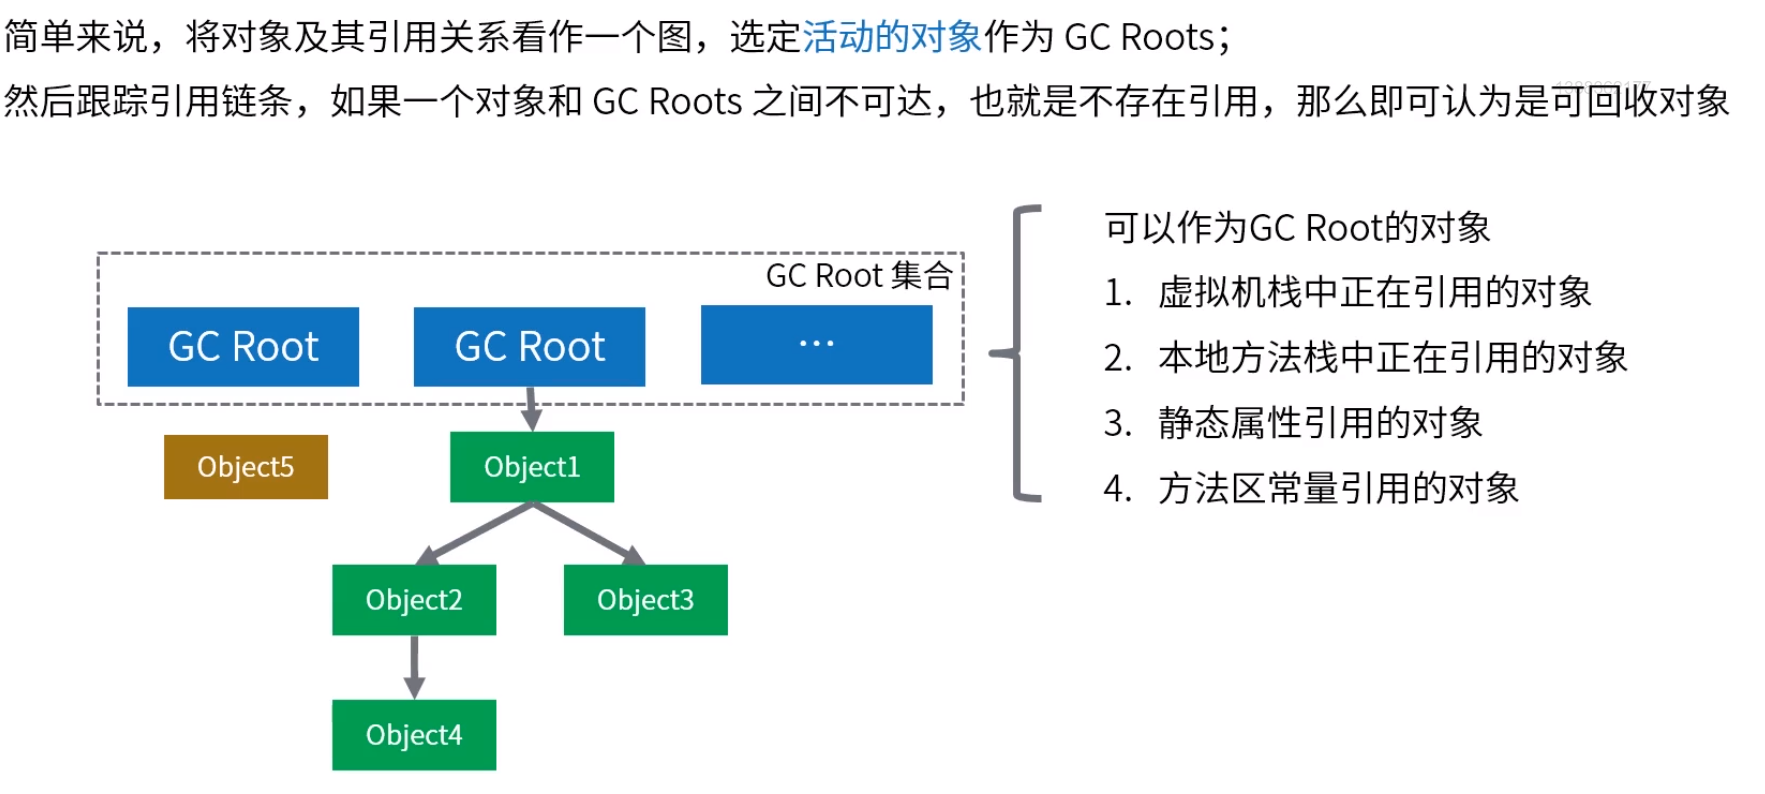 简单来说，将对象及其引用关系看作一个图，选定活动的对象作为 GC Roots；
然后跟踪引用链条，如果一个对象和 GC Roots 之间不可达，也就是不存在引用，那么即可认为是可回收对象
可以作为GC Root的对象
1. 虚拟机栈中正在引用的对象
2. 本地方法栈中正在引用的对象
3. 静态属性引用的对象
4. 方法区常量引用的对象
GC Root 集合
GC Root
GC Root
…
Object5
Object1
Object2
Object3
Object4